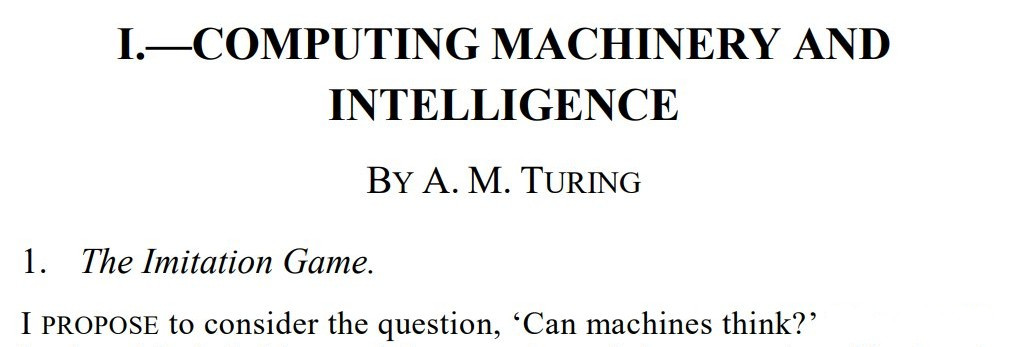 I.—COMPUTING MACHINERY AND
INTELLIGENCE
BY A. M. TURING
1. The Imitation Game.
I PROPOSE to consider the question, ‘Can machines think?’